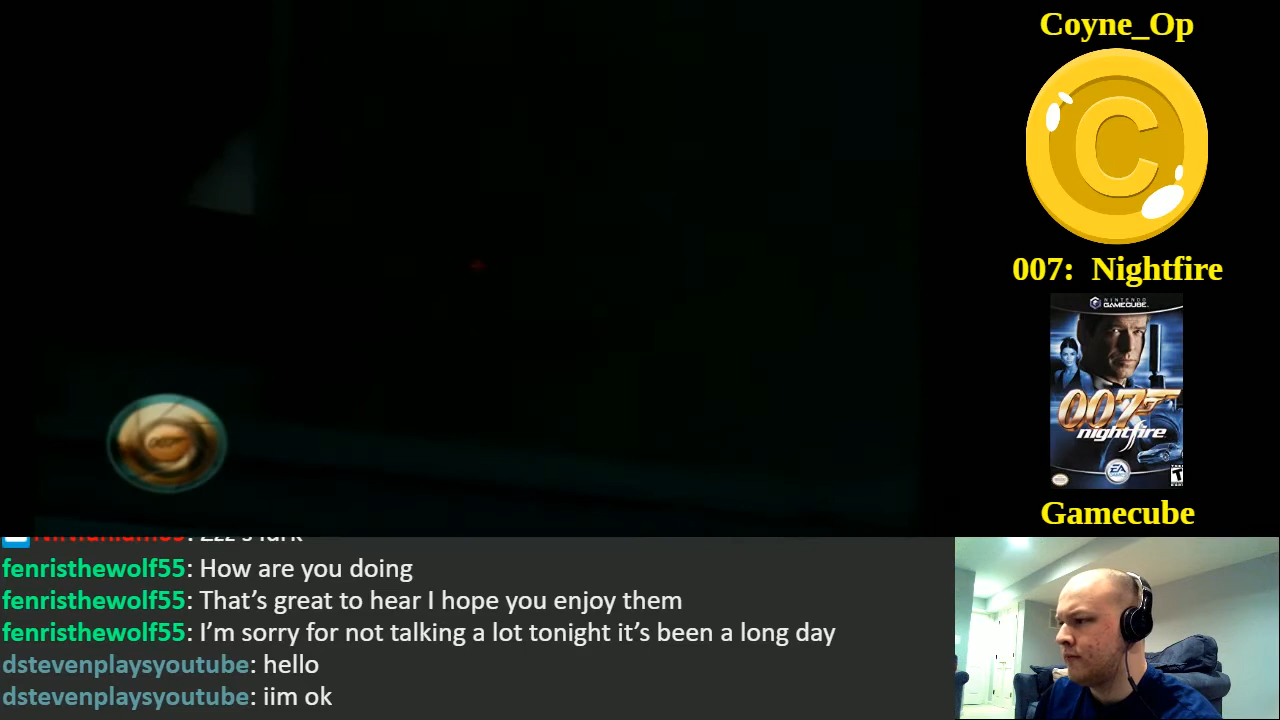 Coyne_Op
C
007: Nightfire
NINTENDO
GAMECUBE
007
nightfire
EA
T
Gamecube
007
fenristhewolf55: How are you doing
fenristhewolf55: That’s great to hear I hope you enjoy them
fenristhewolf55: I’m sorry for not talking a lot tonight it’s been a long day
dstevenplaysyoutube: hello
dstevenplaysyoutube: iim ok